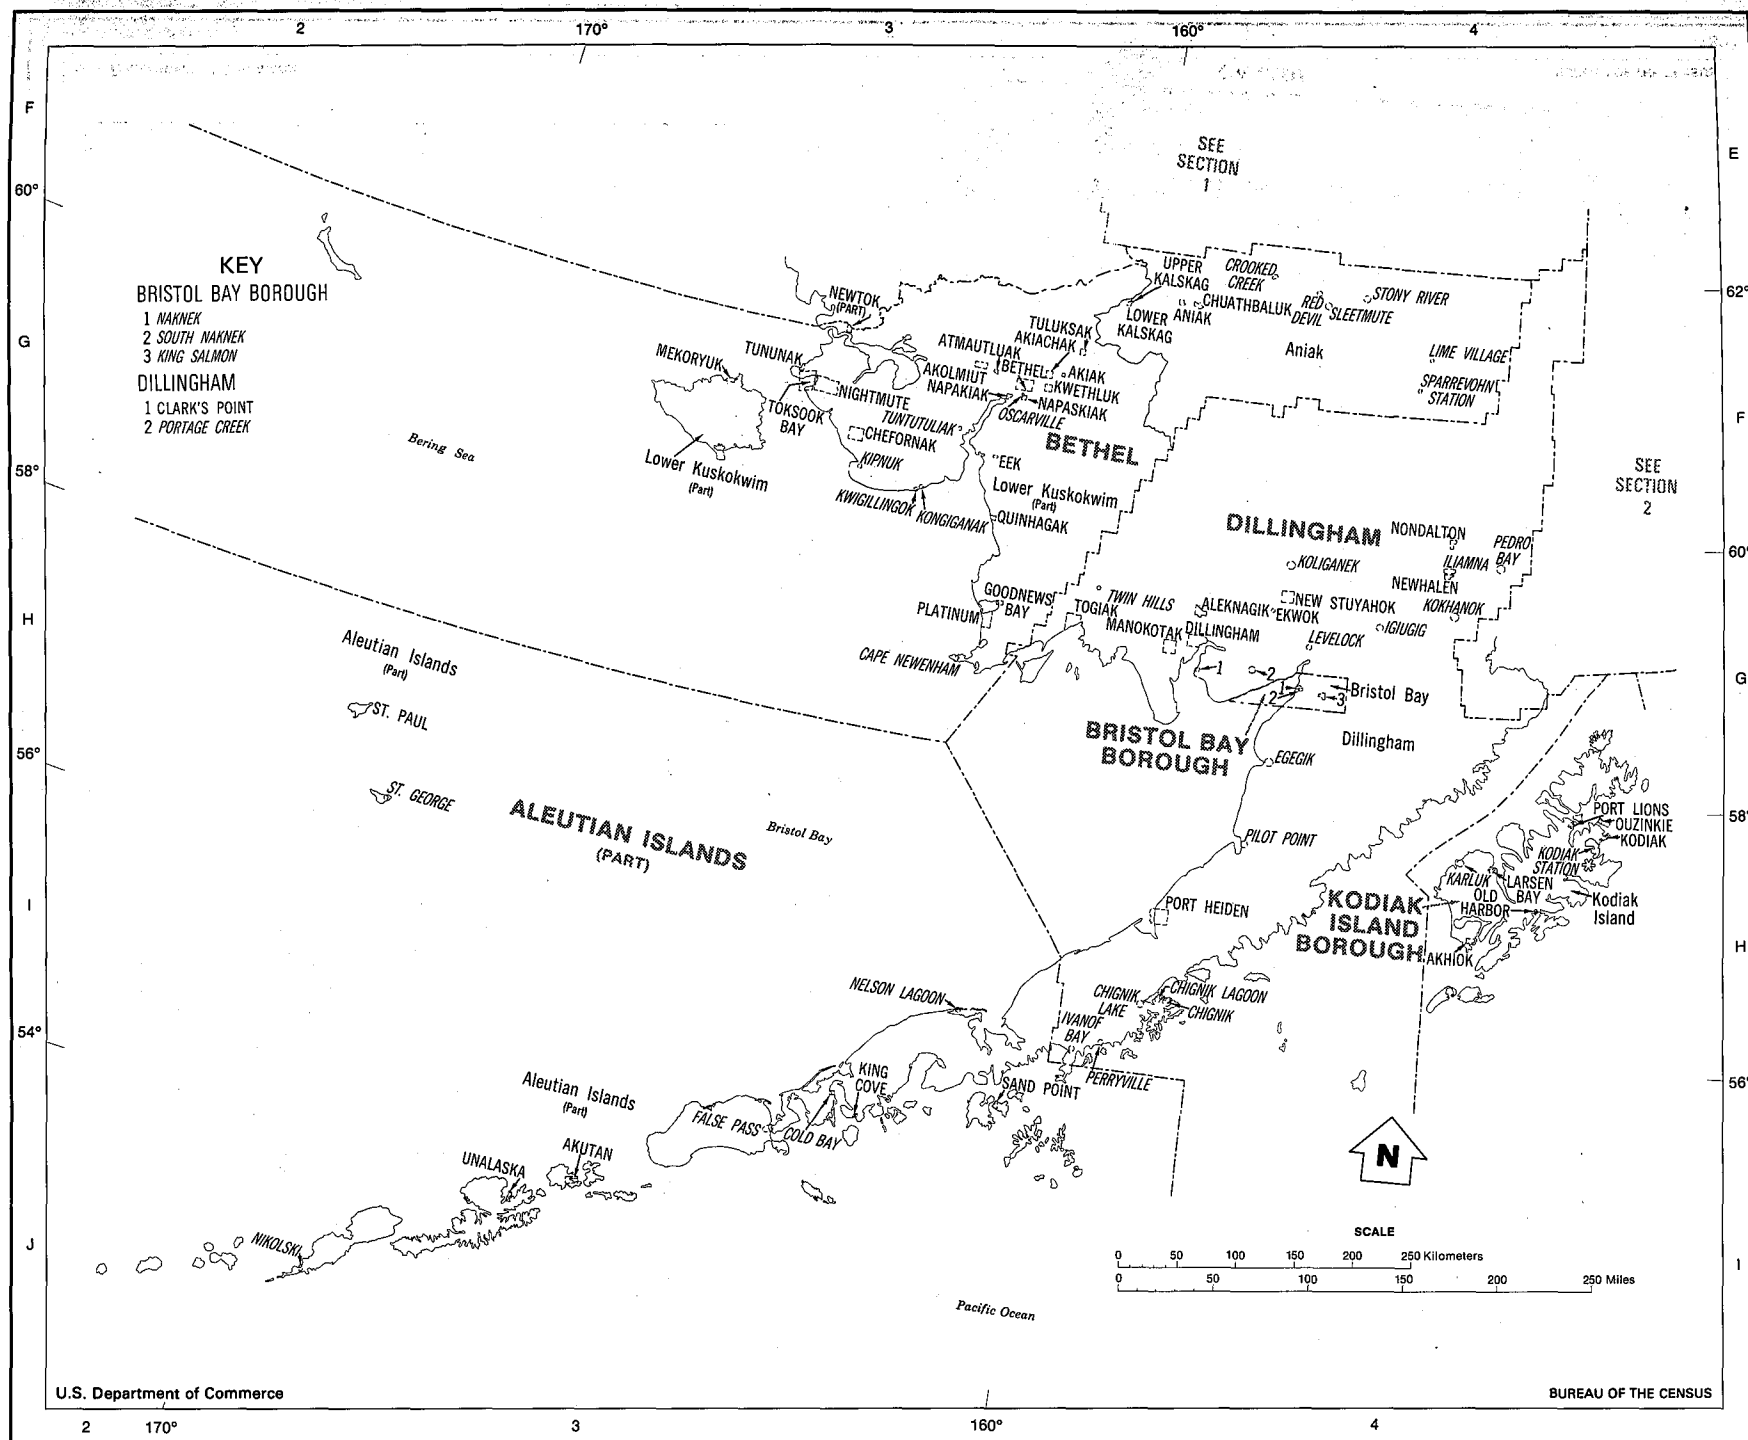 2 170° 3 160° 4
F
E
SEE
SECTION
1
60°
KEY
BRISTOL BAY BOROUGH
1 NAKNEK
2 SOUTH NAKNEK
3 KING SALMON
DILLINGHAM
1 CLARK'S POINT
2 PORTAGE CREEK
G
62°
NEWTOK
(PART)
UPPER
KALSKAG
CROOKED
CREEK
CHUATHBALUK
RED
DEVIL
STONY RIVER
SLEETMUTE
LOWER
KALSKAG
ANIAK
TULUKSAK
AKIACHAK
Aniak
LIME VILLAGE
SPARREVOHN
STATION
MEKORYUK
TUNUNAK
ATMAUTLUAK
AKOLMIUT
BETHEL
AKIAK
KWETHLUK
NAPAKIAK
NAPASKIAK
OSCARVILLE
NIGHTMUTE
TOKSOOK
BAY
TUNTUTULIAK
CHEFORNAK
BETHEL
F
Bering Sea
Lower Kuskokwim
(Part)
KIPNUK
EEK
Lower Kuskokwim
(Part)
KWIGILLINGOK
KONGIGANAK
QUINHAGAK
58°
SEE
SECTION
2
DILLINGHAM
NONDALTON
PEDRO
BAY
ILIAMNA
KOLIGANEK
NEWHALEN
60°
H
GOODNEWS
BAY
PLATINUM
TWIN HILLS
TOGIAK
ALEKNAGIK
NEW STUYAHOK
EKWOK
KOKHANOK
IGIUGIG
MANOKOTAK
DILLINGHAM
LEVELOCK
CAPE NEWENHAM
1
2
1
2
3
Bristol Bay
G
Aleutian Islands
(Part)
ST. PAUL
BRISTOL BAY
BOROUGH
Dillingham
EGEGIK
56°
ST. GEORGE
ALEUTIAN ISLANDS
(PART)
Bristol Bay
PILOT POINT
PORT LIONS
OUZINKIE
KODIAK
KODIAK
STATION
58°
I
PORT HEIDEN
KODIAK
ISLAND
BOROUGH
KARLUK
LARSEN
BAY
OLD
HARBOR
Kodiak
Island
AKHIOK
H
NELSON LAGOON
CHIGNIK
LAKE
CHIGNIK LAGOON
CHIGNIK
IVANOF
BAY
PERRYVILLE
54°
56°
Aleutian Islands
(Part)
KING
COVE
SAND POINT
FALSE PASS
COLD BAY
UNALASKA
AKUTAN
N
J
NIKOLSKI
SCALE
0 50 100 150 200 250 Kilometers
0 50 100 150 200 250 Miles
I
Pacific Ocean
U.S. Department of Commerce
BUREAU OF THE CENSUS
2 170° 3 160° 4